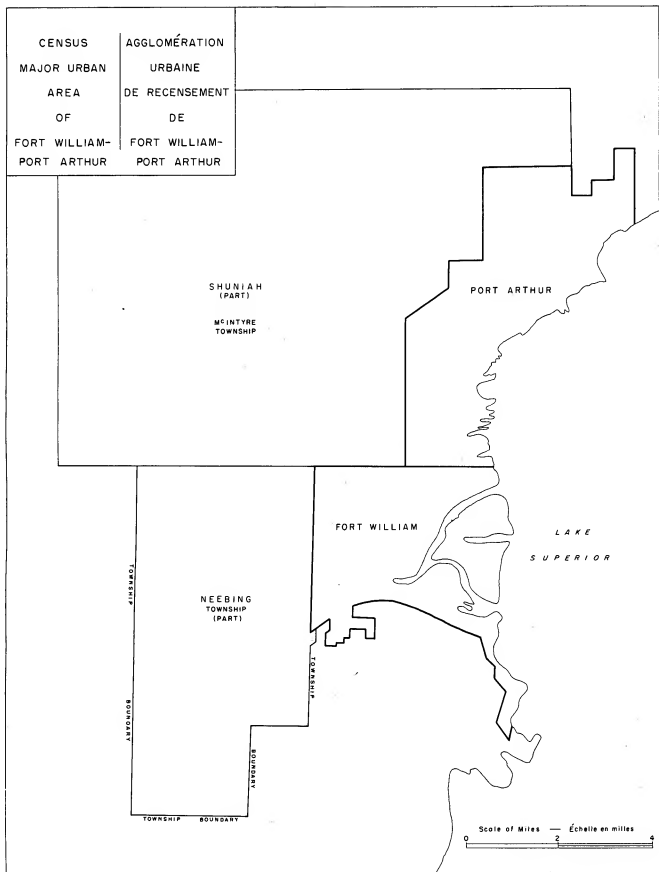 CENSUS
MAJOR URBAN
AREA
OF
FORT WILLIAM-
PORT ARTHUR
AGGLOMÉRATION
URBAINE
DE RECENSEMENT
DE
FORT WILLIAM-
PORT ARTHUR
SHUNIAH
(PART)
McINTYRE
TOWNSHIP
PORT ARTHUR
FORT WILLIAM
LAKE
SUPERIOR
NEEBING
TOWNSHIP
(PART)
TOWNSHIP
BOUNDARY
TOWNSHIP
BOUNDARY
TOWNSHIP BOUNDARY
Scale of Miles — Échelle en milles
0 2 4